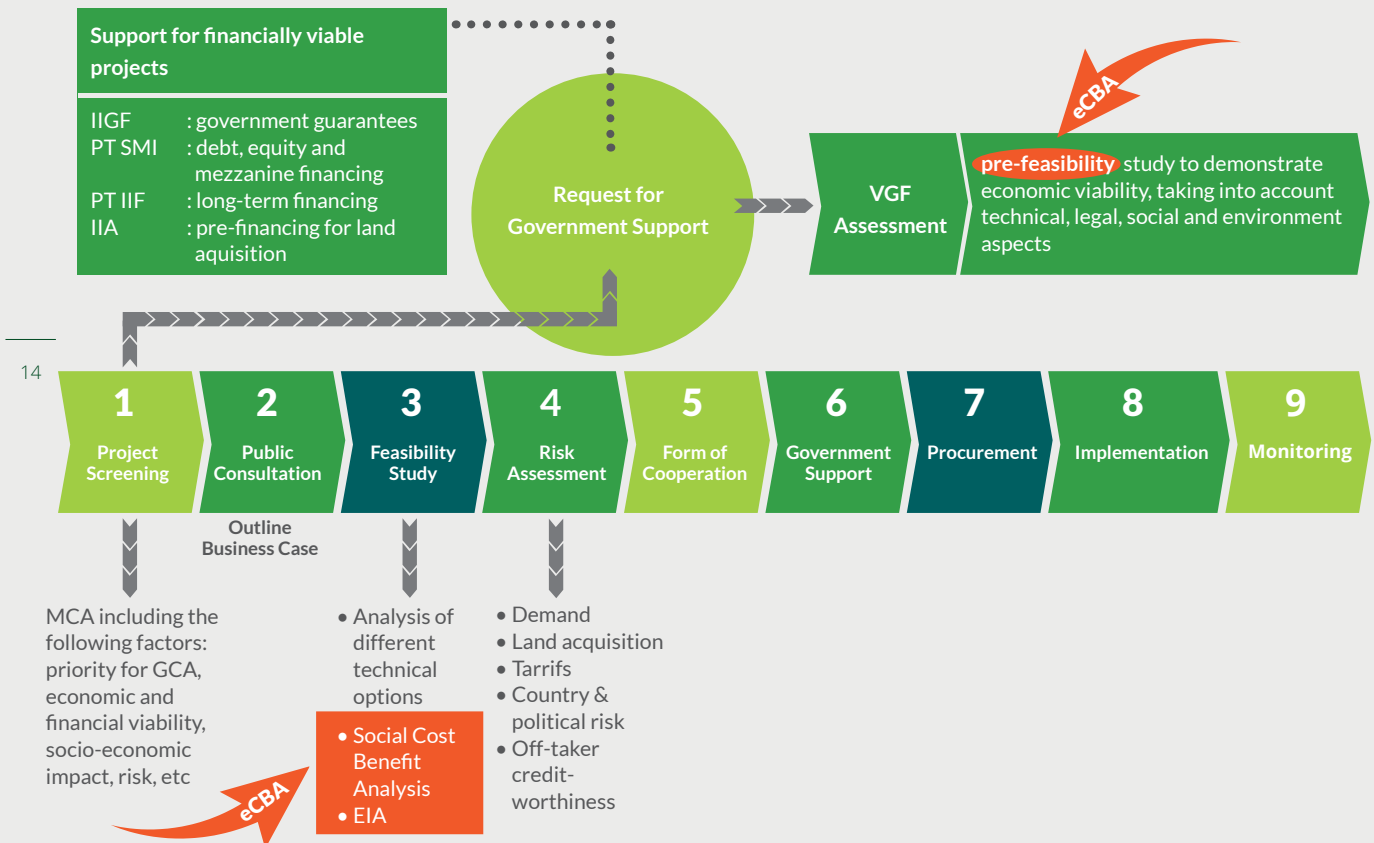 Support for financially viable
projects
IIGF : government guarantees
PT SMI : debt, equity and
mezzanine financing
PT IIF : long-term financing
IIA : pre-financing for land
aquisition
Request for
Government Support
VGF
Assessment
eCBA
pre-feasibility study to demonstrate
economic viability, taking into account
technical, legal, social and environment
aspects
14
1
Project
Screening
2
Public
Consultation
3
Feasibility
Study
4
Risk
Assessment
5
Form of
Cooperation
6
Government
Support
7
Procurement
8
Implementation
9
Monitoring
Outline
Business Case
MCA including the
following factors:
priority for GCA,
economic and
financial viability,
socio-economic
impact, risk, etc
• Analysis of
different
technical
options
• Social Cost
Benefit
Analysis
• EIA
eCBA
• Demand
• Land acquisition
• Tarrifs
• Country &
political risk
• Off-taker
credit-
worthiness